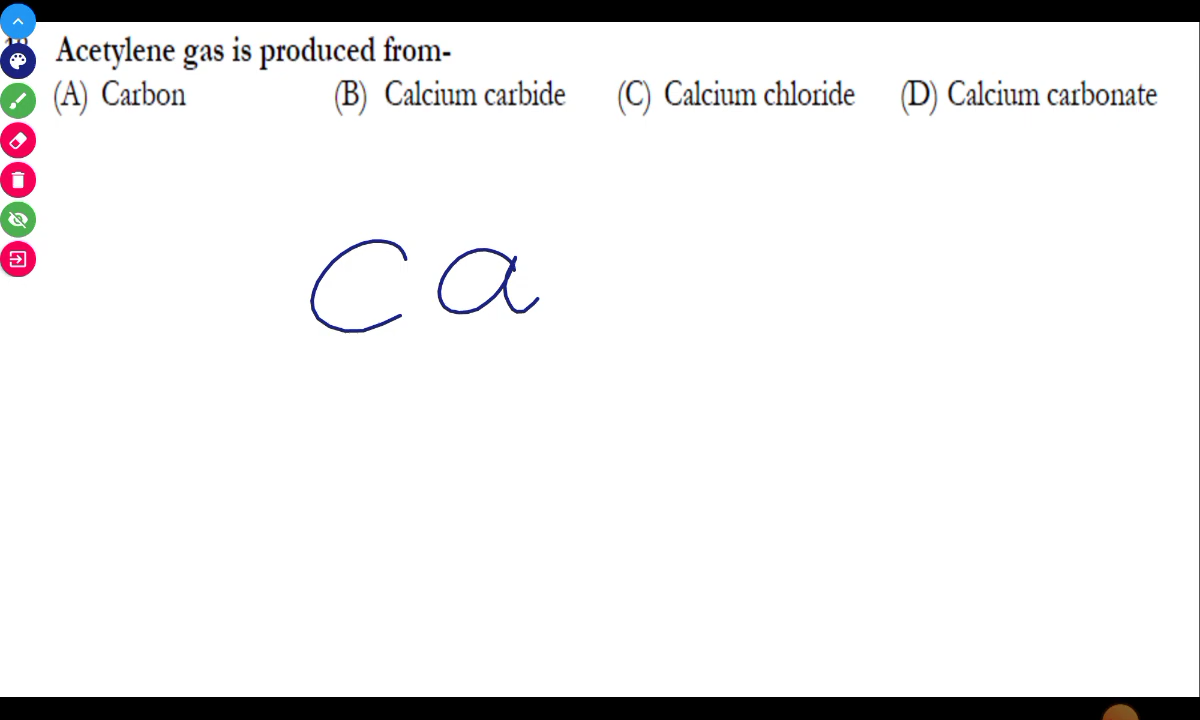 Acetylene gas is produced from-
(A) Carbon (B) Calcium carbide (C) Calcium chloride (D) Calcium carbonate
Ca